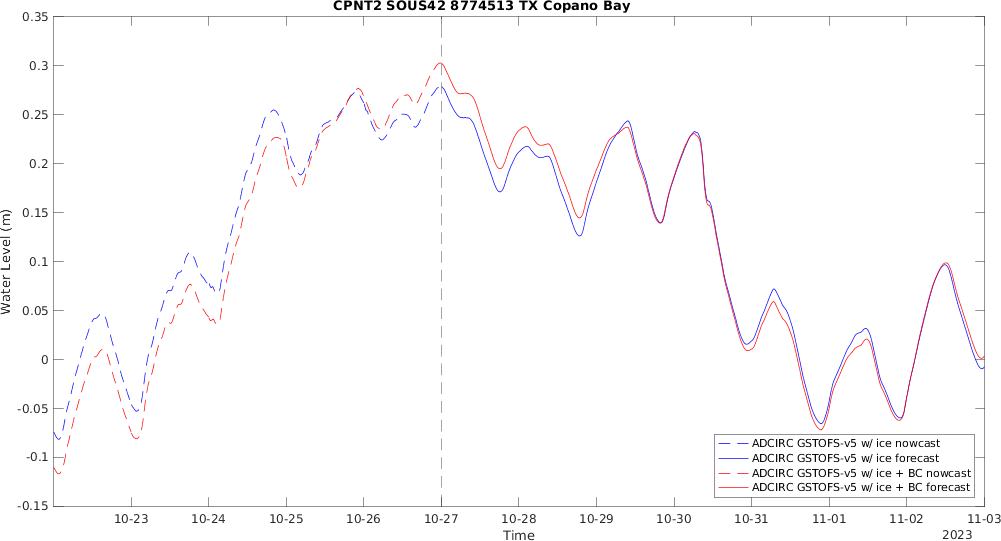 CPNT2 SOUS42 8774513 TX Copano Bay
0.35
0.3
0.25
0.2
0.15
0.1
0.05
0
-0.05
-0.1
-0.15
Water Level (m)
ADCIRC GSTOFS-v5 w/ ice nowcast
ADCIRC GSTOFS-v5 w/ ice forecast
ADCIRC GSTOFS-v5 w/ ice + BC nowcast
ADCIRC GSTOFS-v5 w/ ice + BC forecast
10-23 10-24 10-25 10-26 10-27 10-28 10-29 10-30 10-31 11-01 11-02 11-03
Time
2023